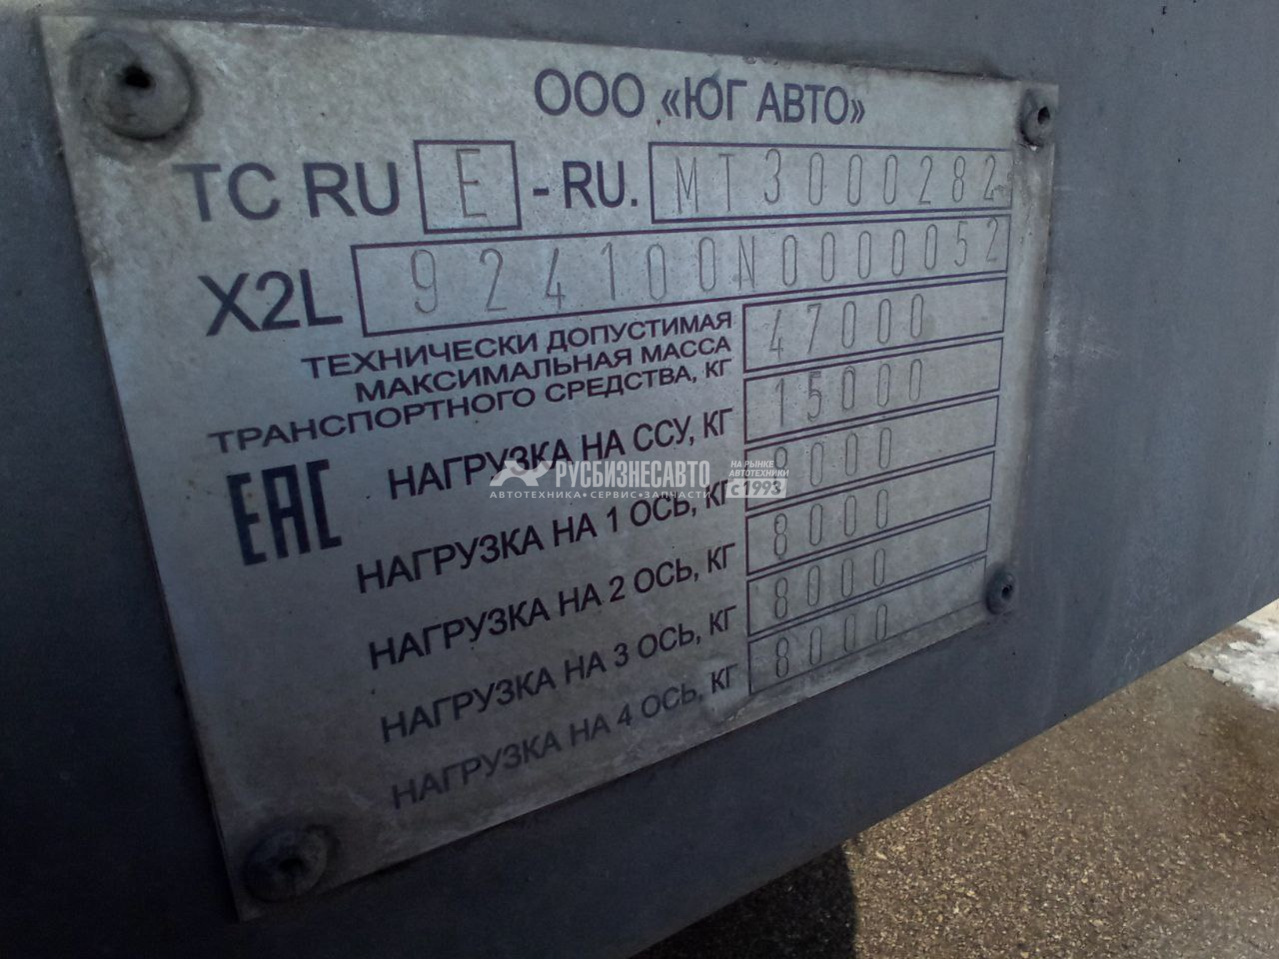 ООО «ЮГ АВТО»
ТС RU E - RU. МТ3000282
X2L 924100N0000052
ТЕХНИЧЕСКИ ДОПУСТИМАЯ
МАКСИМАЛЬНАЯ МАССА
ТРАНСПОРТНОГО СРЕДСТВА, КГ 47000
НАГРУЗКА НА ССУ, КГ 15000
НАГРУЗКА НА 1 ОСЬ, КГ 8000
НАГРУЗКА НА 2 ОСЬ, КГ 8000
НАГРУЗКА НА 3 ОСЬ, КГ 8000
НАГРУЗКА НА 4 ОСЬ, КГ 8000
ЕАС
РУСБИЗНЕСАВТО
АВТОТЕХНИКА•СЕРВИС•ЗАПЧАСТИ
НА РЫНКЕ
АВТОТЕХНИКИ
С 1993